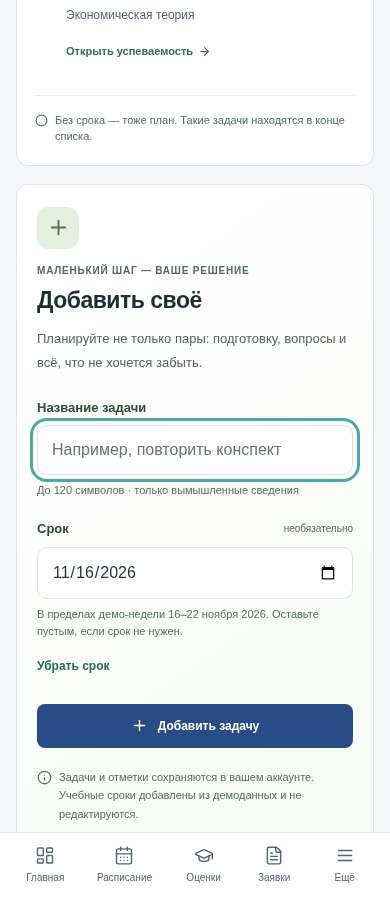 Экономическая теория
Открыть успеваемость →
Без срока — тоже план. Такие задачи находятся в конце
списка.
МАЛЕНЬКИЙ ШАГ — ВАШЕ РЕШЕНИЕ
Добавить своё
Планируйте не только пары: подготовку, вопросы и
всё, что не хочется забыть.
Название задачи
Например, повторить конспект
До 120 символов · только вымышленные сведения
Срок необязательно
11/16/2026
В пределах демо-недели 16–22 ноября 2026. Оставьте
пустым, если срок не нужен.
Убрать срок
Добавить задачу
Задачи и отметки сохраняются в вашем аккаунте.
Учебные сроки добавлены из демоданных и не
редактируются.
Главная Расписание Оценки Заявки Ещё